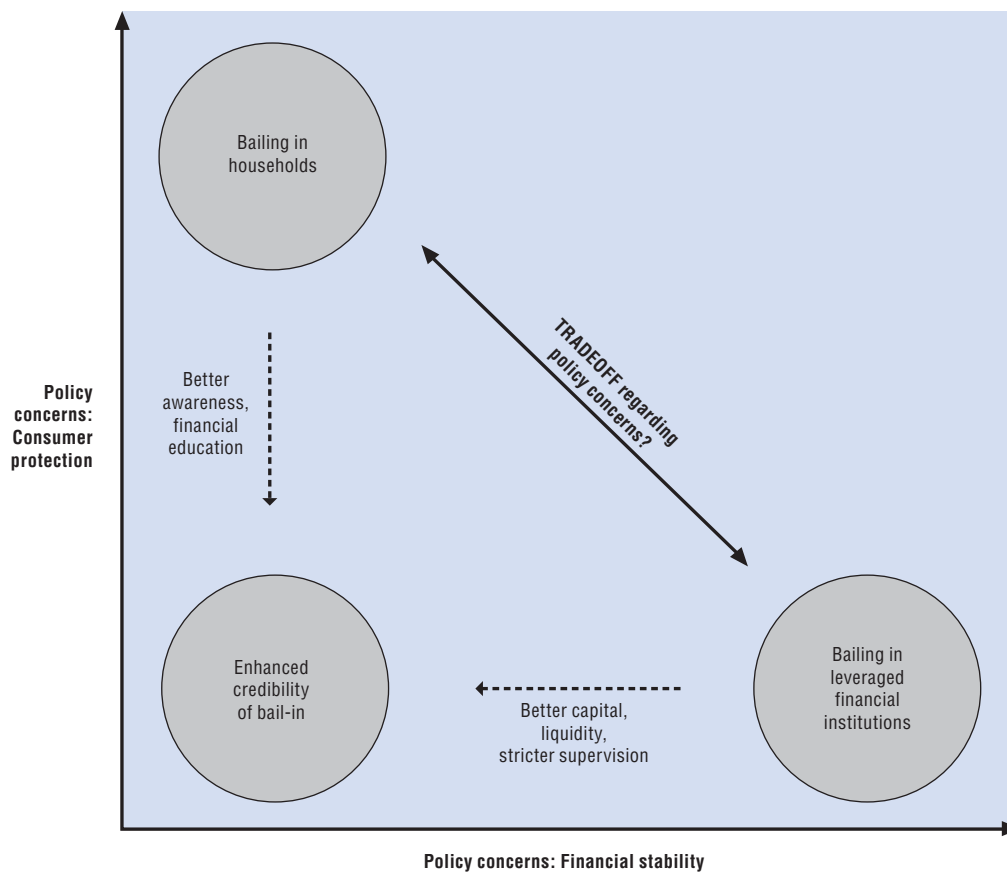 Bailing in
households
TRADEOFF regarding
policy concerns?
Better
awareness,
financial
education
Policy
concerns:
Consumer
protection
Enhanced
credibility
of bail-in
Better capital,
liquidity,
stricter supervision
Bailing in
leveraged
financial
institutions
Policy concerns: Financial stability